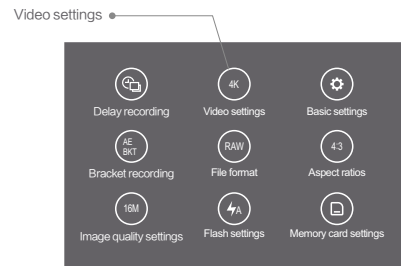 Video settings
4K
Delay recording
Video settings
Basic settings
AE
BKT
RAW
4:3
Bracket recording
File format
Aspect ratios
16M
A
Image quality settings
Flash settings
Memory card settings